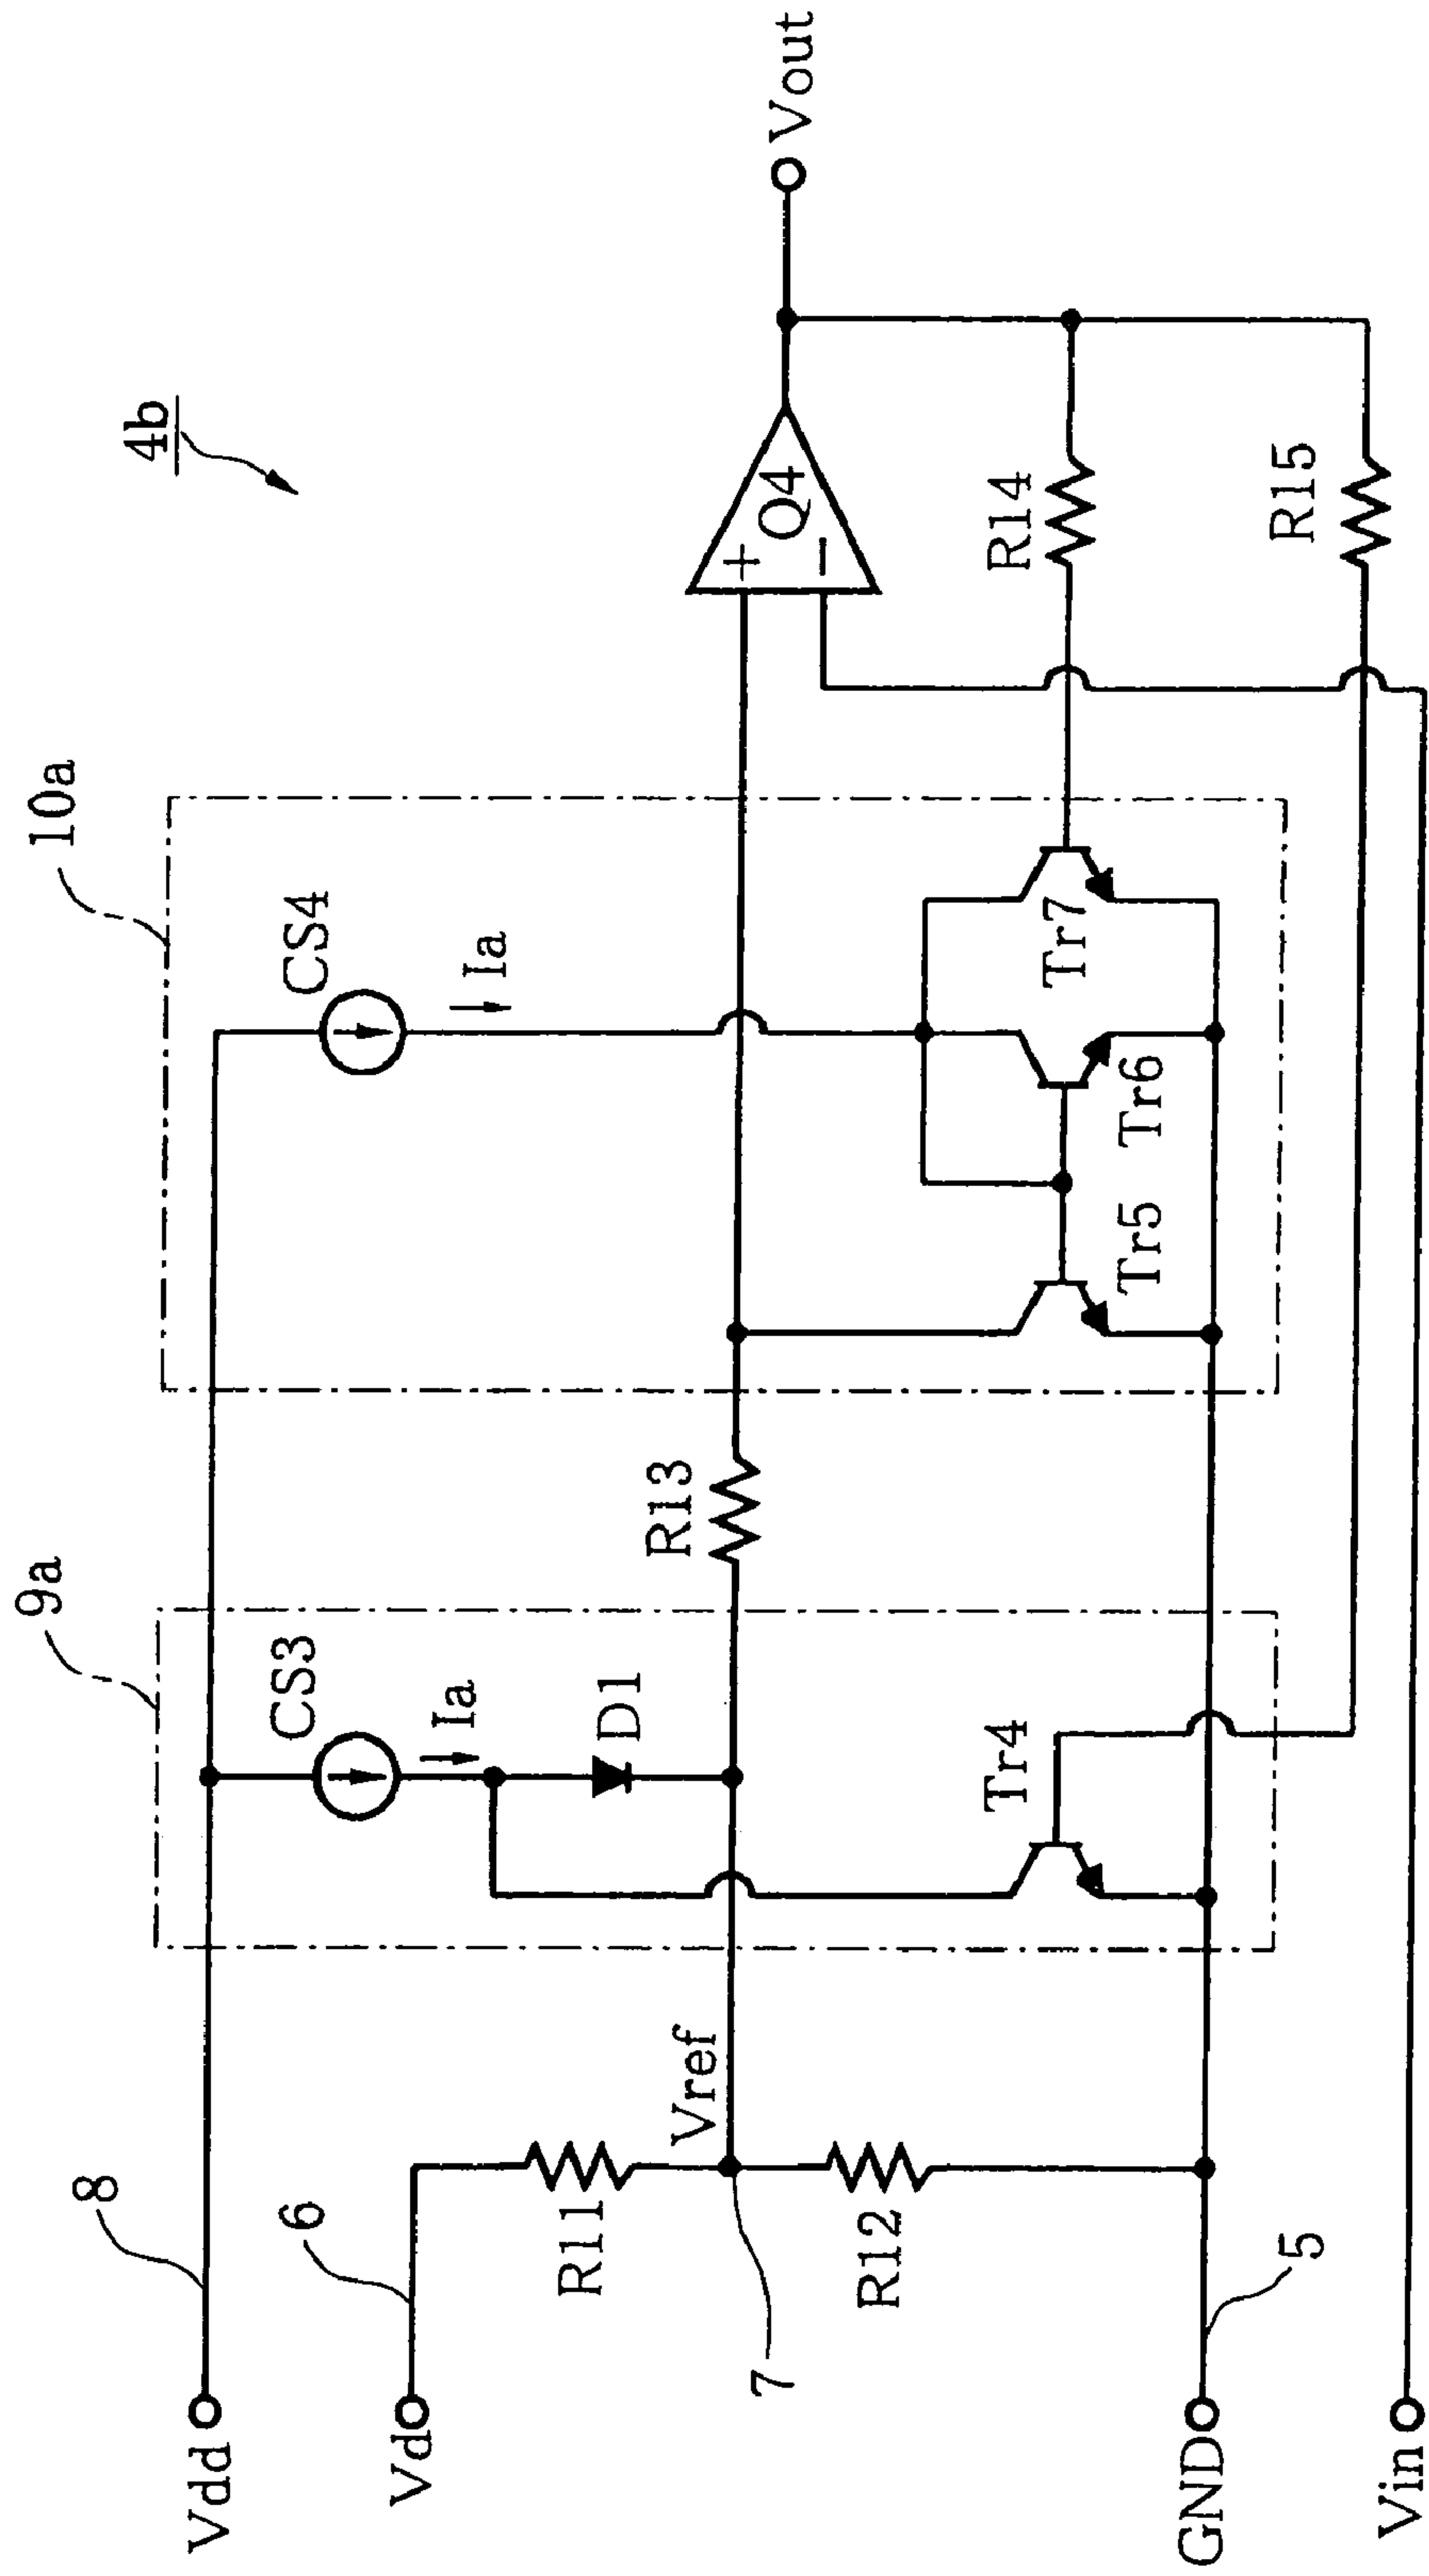 4b
10a
9a
CS4
Ia
CS3
Ia
D1
R13
Q4
+
−
Vout
R14
R15
Tr7
Tr6
Tr5
Tr4
Vref
8
6
R11
7
R12
5
Vdd
Vd
GND
Vin